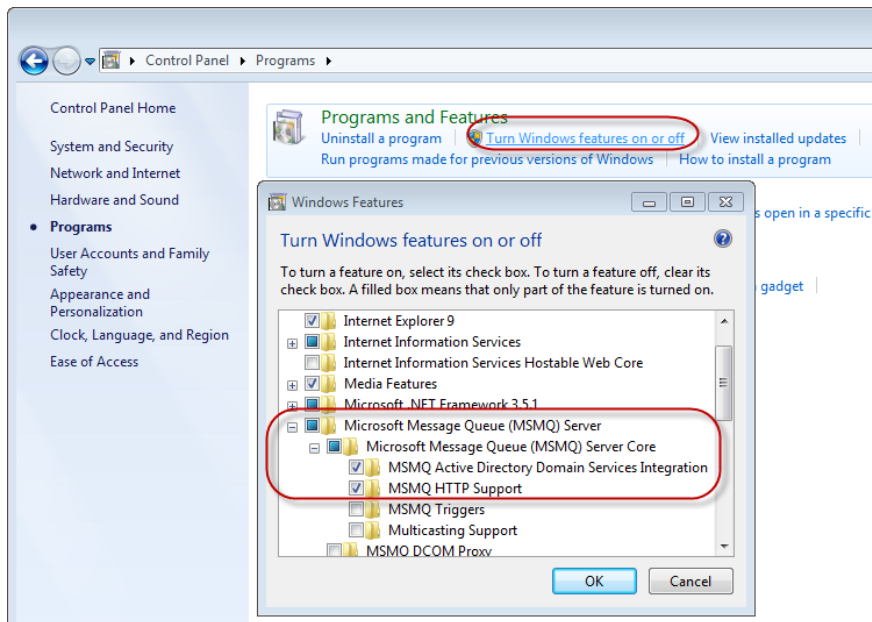 Control Panel Programs
Control Panel Home
System and Security
Network and Internet
Hardware and Sound
Programs
User Accounts and Family
Safety
Appearance and
Personalization
Clock, Language, and Region
Ease of Access
Programs and Features
Uninstall a program Turn Windows features on or off View installed updates
Run programs made for previous versions of Windows How to install a program
s open in a specific
gadget
Windows Features
Turn Windows features on or off
To turn a feature on, select its check box. To turn a feature off, clear its
check box. A filled box means that only part of the feature is turned on.
Internet Explorer 9
Internet Information Services
Internet Information Services Hostable Web Core
Media Features
Microsoft .NET Framework 3.5.1
Microsoft Message Queue (MSMQ) Server
Microsoft Message Queue (MSMQ) Server Core
MSMQ Active Directory Domain Services Integration
MSMQ HTTP Support
MSMQ Triggers
Multicasting Support
MSMQ DCOM Proxy
OK Cancel